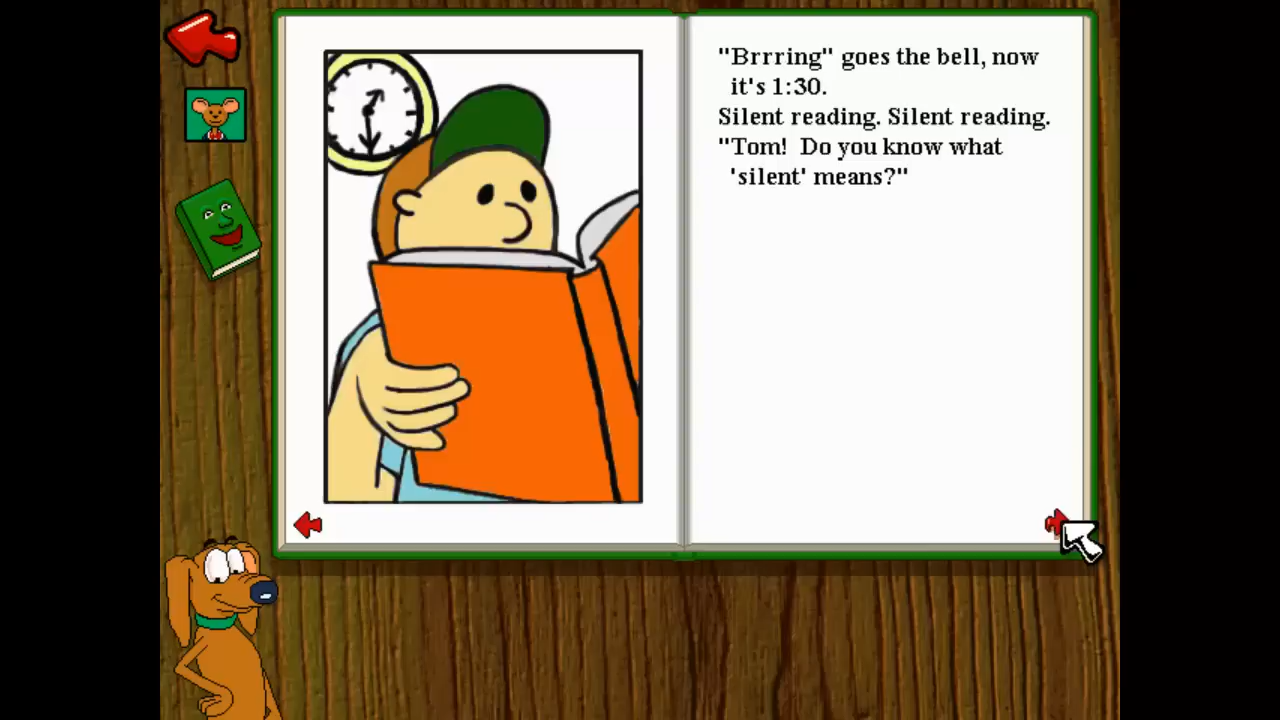 "Brrring" goes the bell, now
it's 1:30.
Silent reading. Silent reading.
"Tom! Do you know what
'silent' means?"